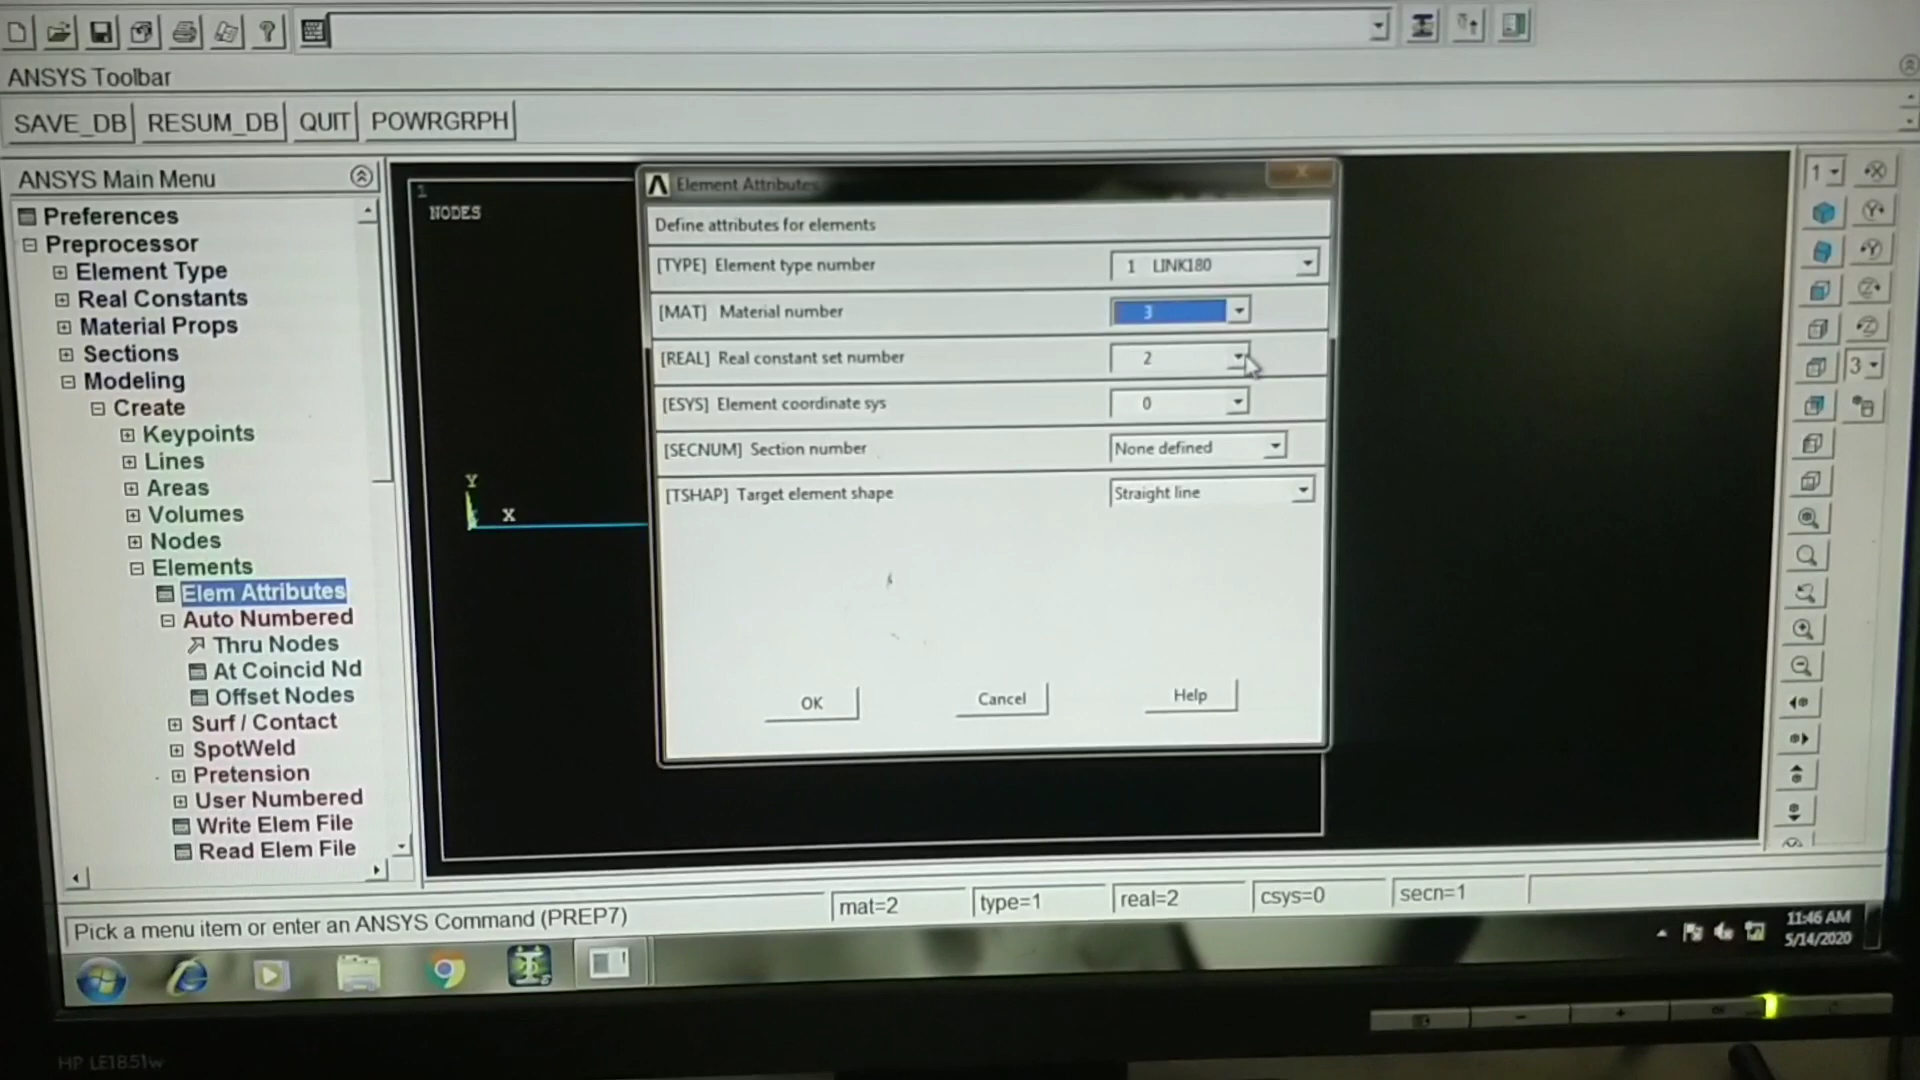 ANSYS Toolbar
SAVE_DB RESUM_DB QUIT POWRGRPH
ANSYS Main Menu
Preferences
Preprocessor
Element Type
Real Constants
Material Props
Sections
Modeling
Create
Keypoints
Lines
Areas
Volumes
Nodes
Elements
Elem Attributes
Auto Numbered
Thru Nodes
At Coincid Nd
Offset Nodes
Surf / Contact
SpotWeld
Pretension
User Numbered
Write Elem File
Read Elem File
1
NODES
Y
X
Element Attributes
Define attributes for elements
[TYPE] Element type number 1 LINK180
[MAT] Material number 3
[REAL] Real constant set number 2
[ESYS] Element coordinate sys 0
[SECNUM] Section number None defined
[TSHAP] Target element shape Straight line
OK Cancel Help
1
3
Pick a menu item or enter an ANSYS Command (PREP7) mat=2 type=1 real=2 csys=0 secn=1
11:46 AM
5/14/2020
HP LE1851w